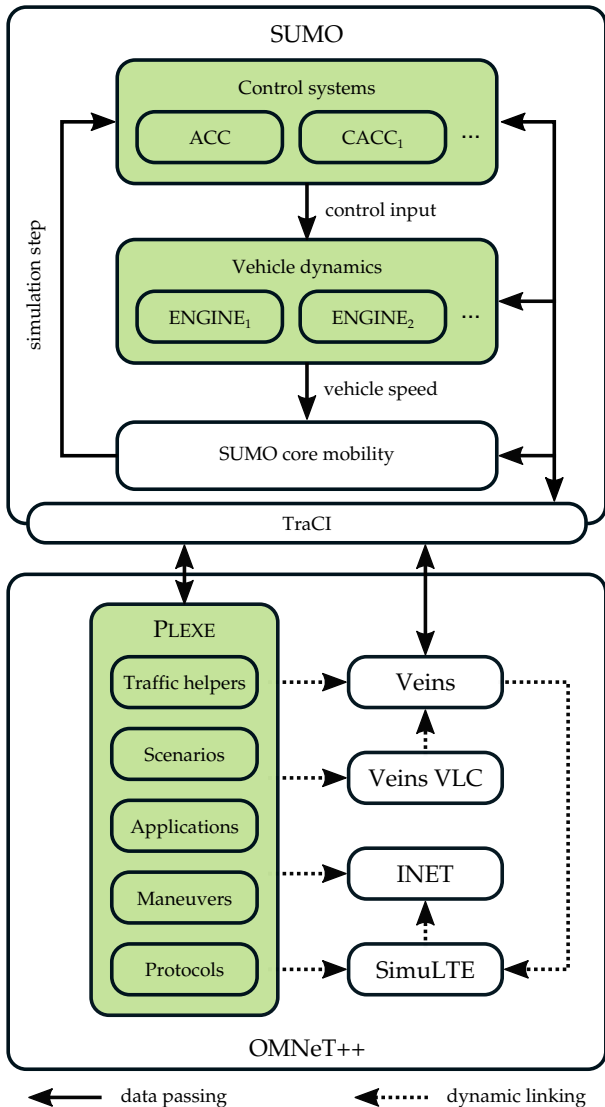 SUMO
Control systems
ACC
CACC₁
...
simulation step
control input
Vehicle dynamics
ENGINE₁
ENGINE₂
...
vehicle speed
SUMO core mobility
TraCI
PLEXE
Traffic helpers
Veins
Scenarios
Veins VLC
Applications
INET
Maneuvers
Protocols
SimuLTE
OMNeT++
data passing
dynamic linking